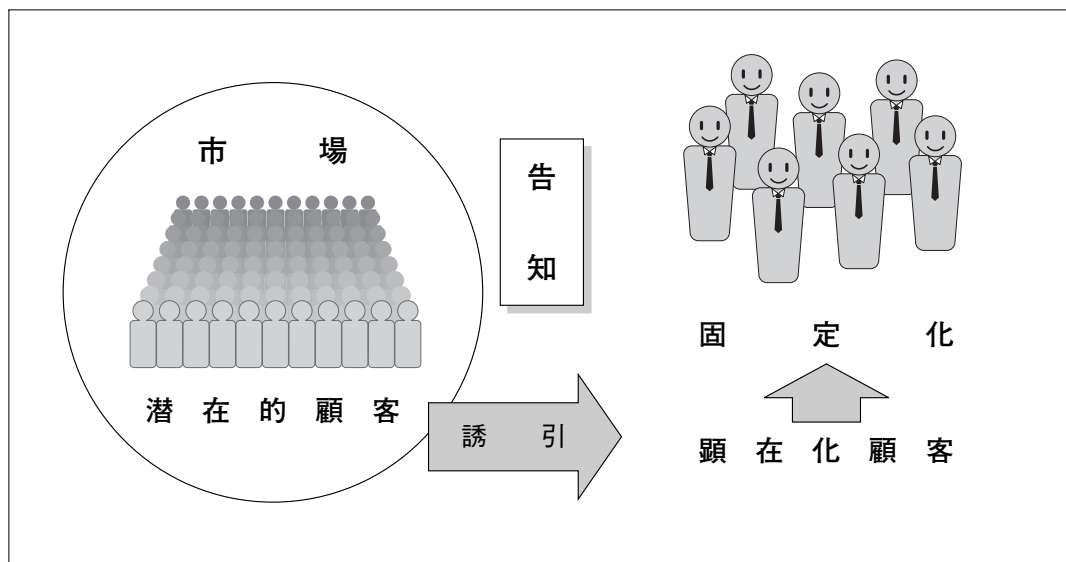 市場
潜在的顧客
告知
誘引
固定化
顕在化顧客